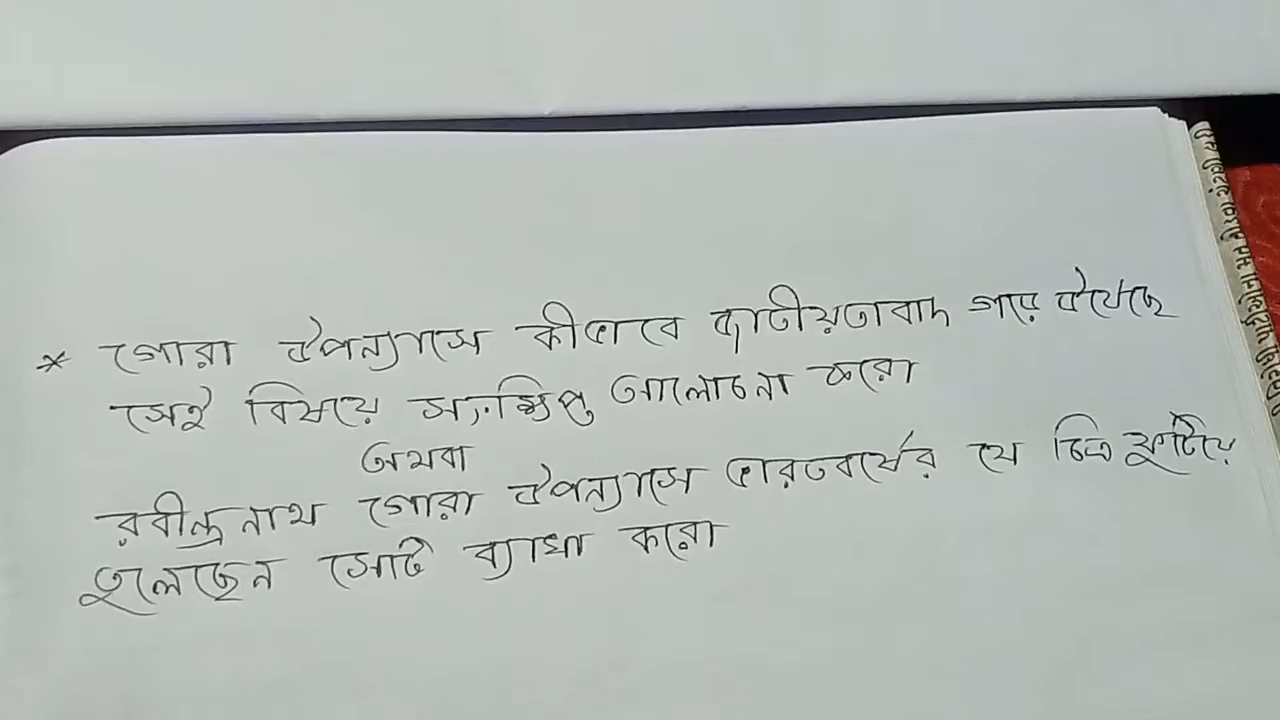 * গোরা উপন্যাসে কীভাবে জাতীয়তাবাদ গড়ে উঠেছে
সেই বিষয়ে সংক্ষিপ্ত আলোচনা করো
অথবা
রবীন্দ্রনাথ গোরা উপন্যাসে ভারতবর্ষের যে চিত্র ফুটিয়ে
তুলেছেন সেটি ব্যাখা করো